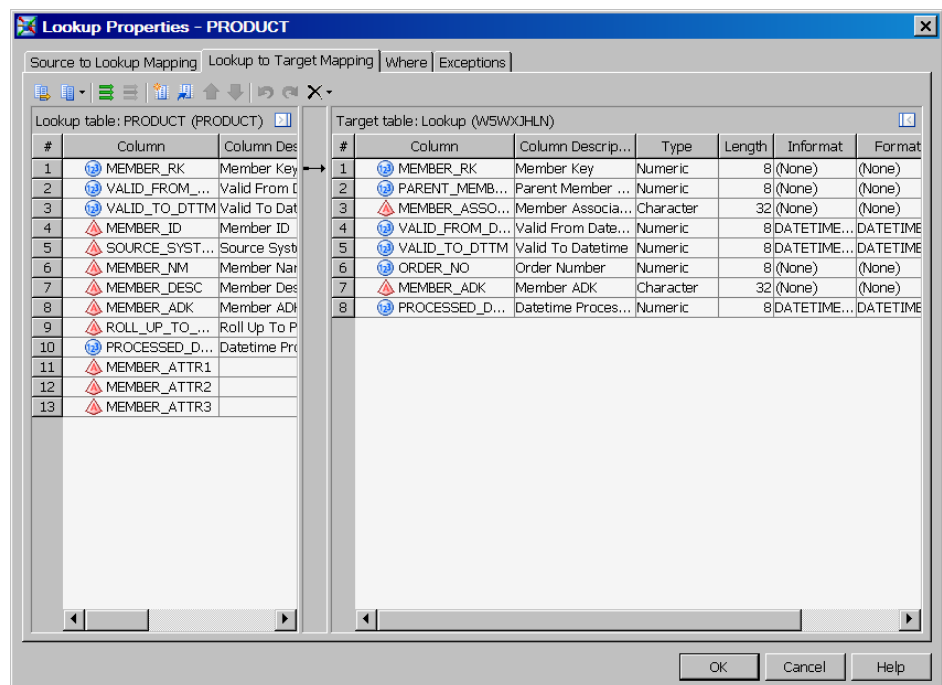 Lookup Properties – PRODUCT
Source to Lookup Mapping Lookup to Target Mapping Where Exceptions
Lookup table: PRODUCT (PRODUCT)
# Column Column Des
1 MEMBER_RK Member Key
2 VALID_FROM_... Valid From D
3 VALID_TO_DTTM Valid To Dat
4 MEMBER_ID Member ID
5 SOURCE_SYST... Source Syst
6 MEMBER_NM Member Nar
7 MEMBER_DESC Member Des
8 MEMBER_ADK Member ADK
9 ROLL_UP_TO_... Roll Up To P
10 PROCESSED_D... Datetime Pro
11 MEMBER_ATTR1
12 MEMBER_ATTR2
13 MEMBER_ATTR3
Target table: Lookup (W5WXJHLN)
# Column Column Descrip... Type Length Informat Format
1 MEMBER_RK Member Key Numeric 8 (None) (None)
2 PARENT_MEMB... Parent Member ... Numeric 8 (None) (None)
3 MEMBER_ASSO... Member Associa... Character 32 (None) (None)
4 VALID_FROM_D... Valid From Date... Numeric 8 DATETIME... DATETIME
5 VALID_TO_DTTM Valid To Datetime Numeric 8 DATETIME... DATETIME
6 ORDER_NO Order Number Numeric 8 (None) (None)
7 MEMBER_ADK Member ADK Character 32 (None) (None)
8 PROCESSED_D... Datetime Proces... Numeric 8 DATETIME... DATETIME
OK Cancel Help